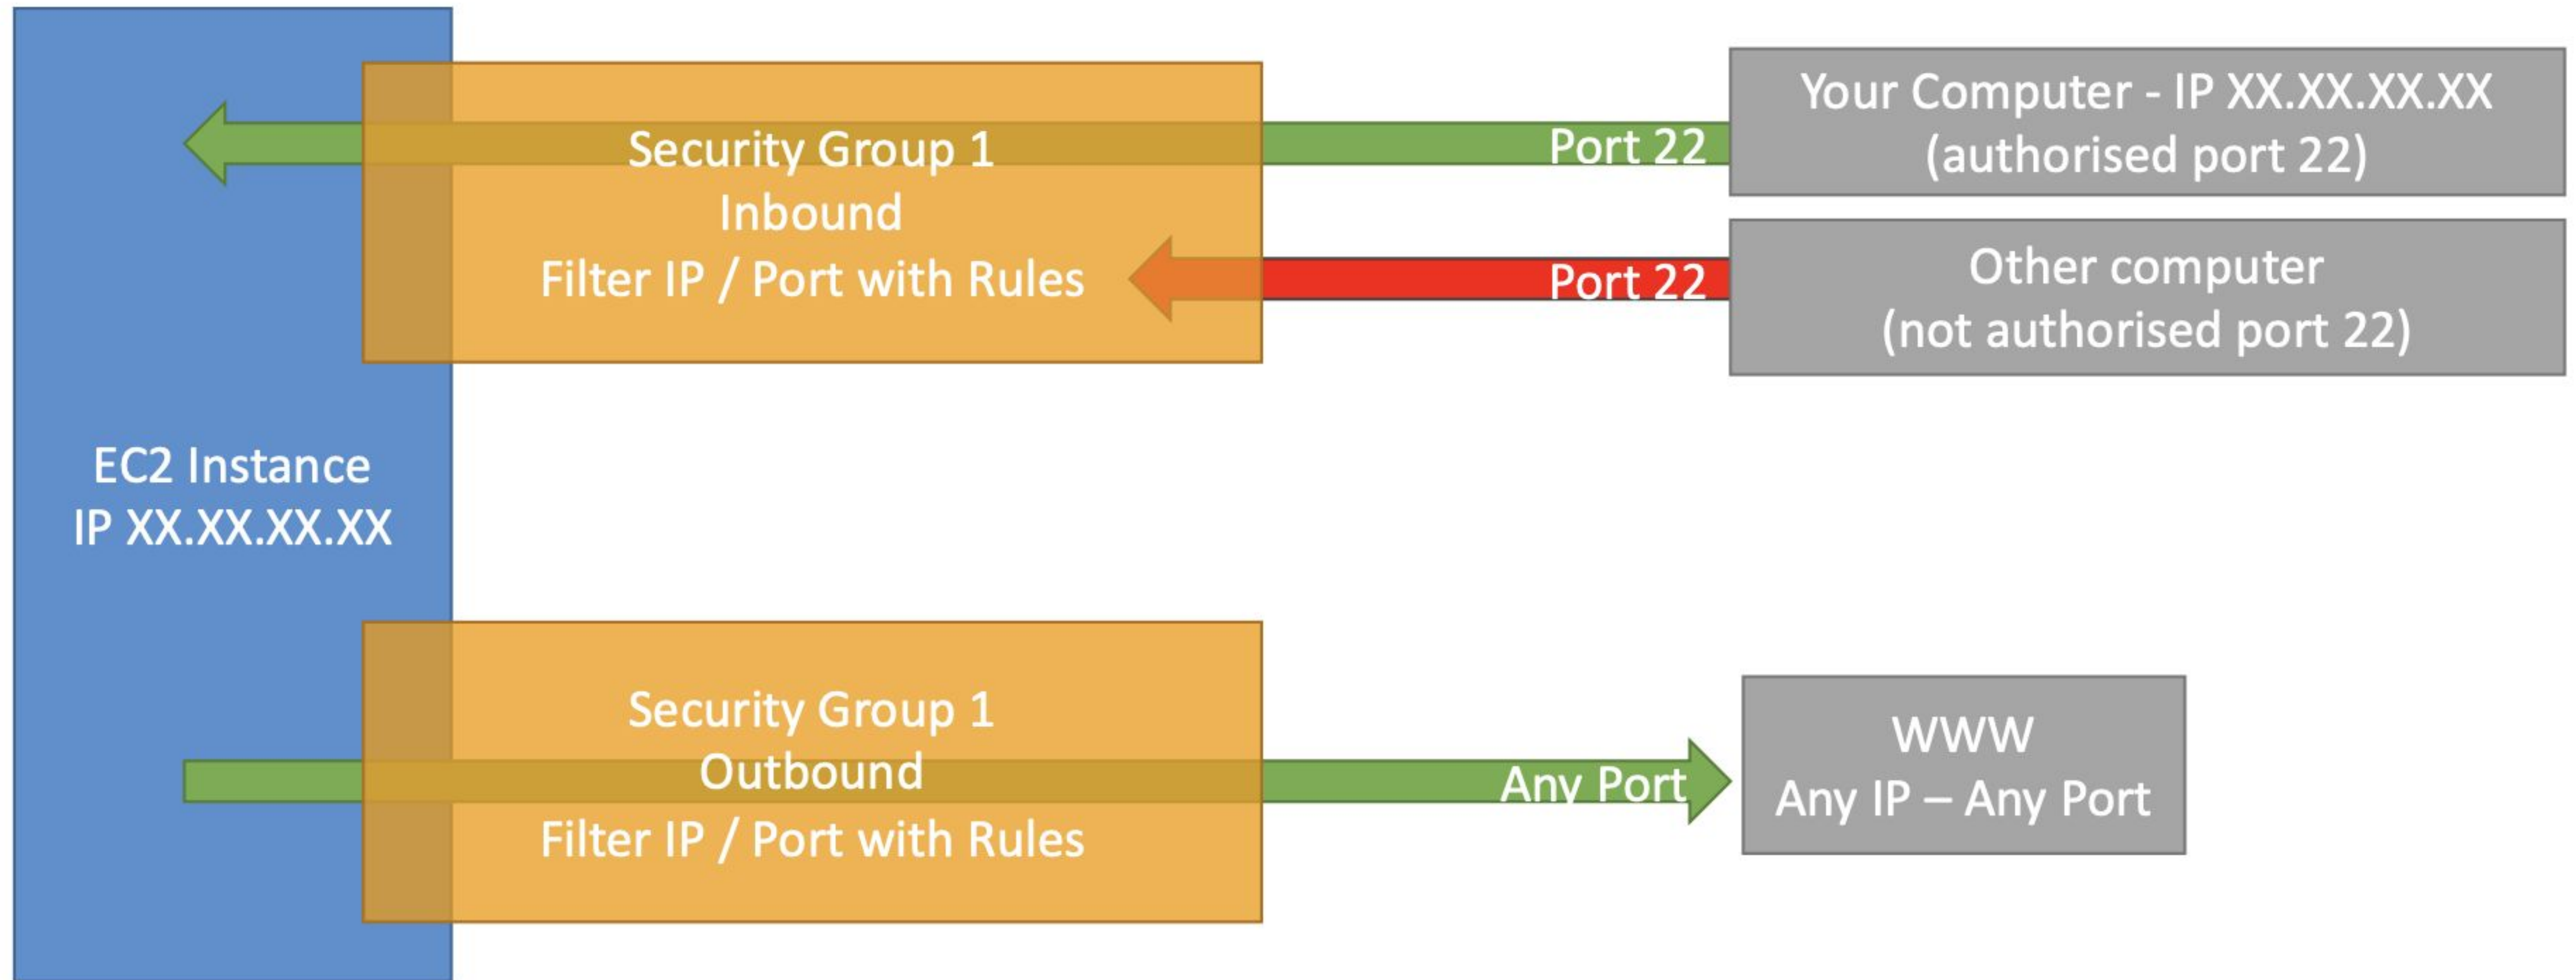 Security Group 1
Inbound
Filter IP / Port with Rules
Port 22
Your Computer - IP XX.XX.XX.XX
(authorised port 22)
Port 22
Other computer
(not authorised port 22)
EC2 Instance
IP XX.XX.XX.XX
Security Group 1
Outbound
Filter IP / Port with Rules
Any Port
WWW
Any IP – Any Port